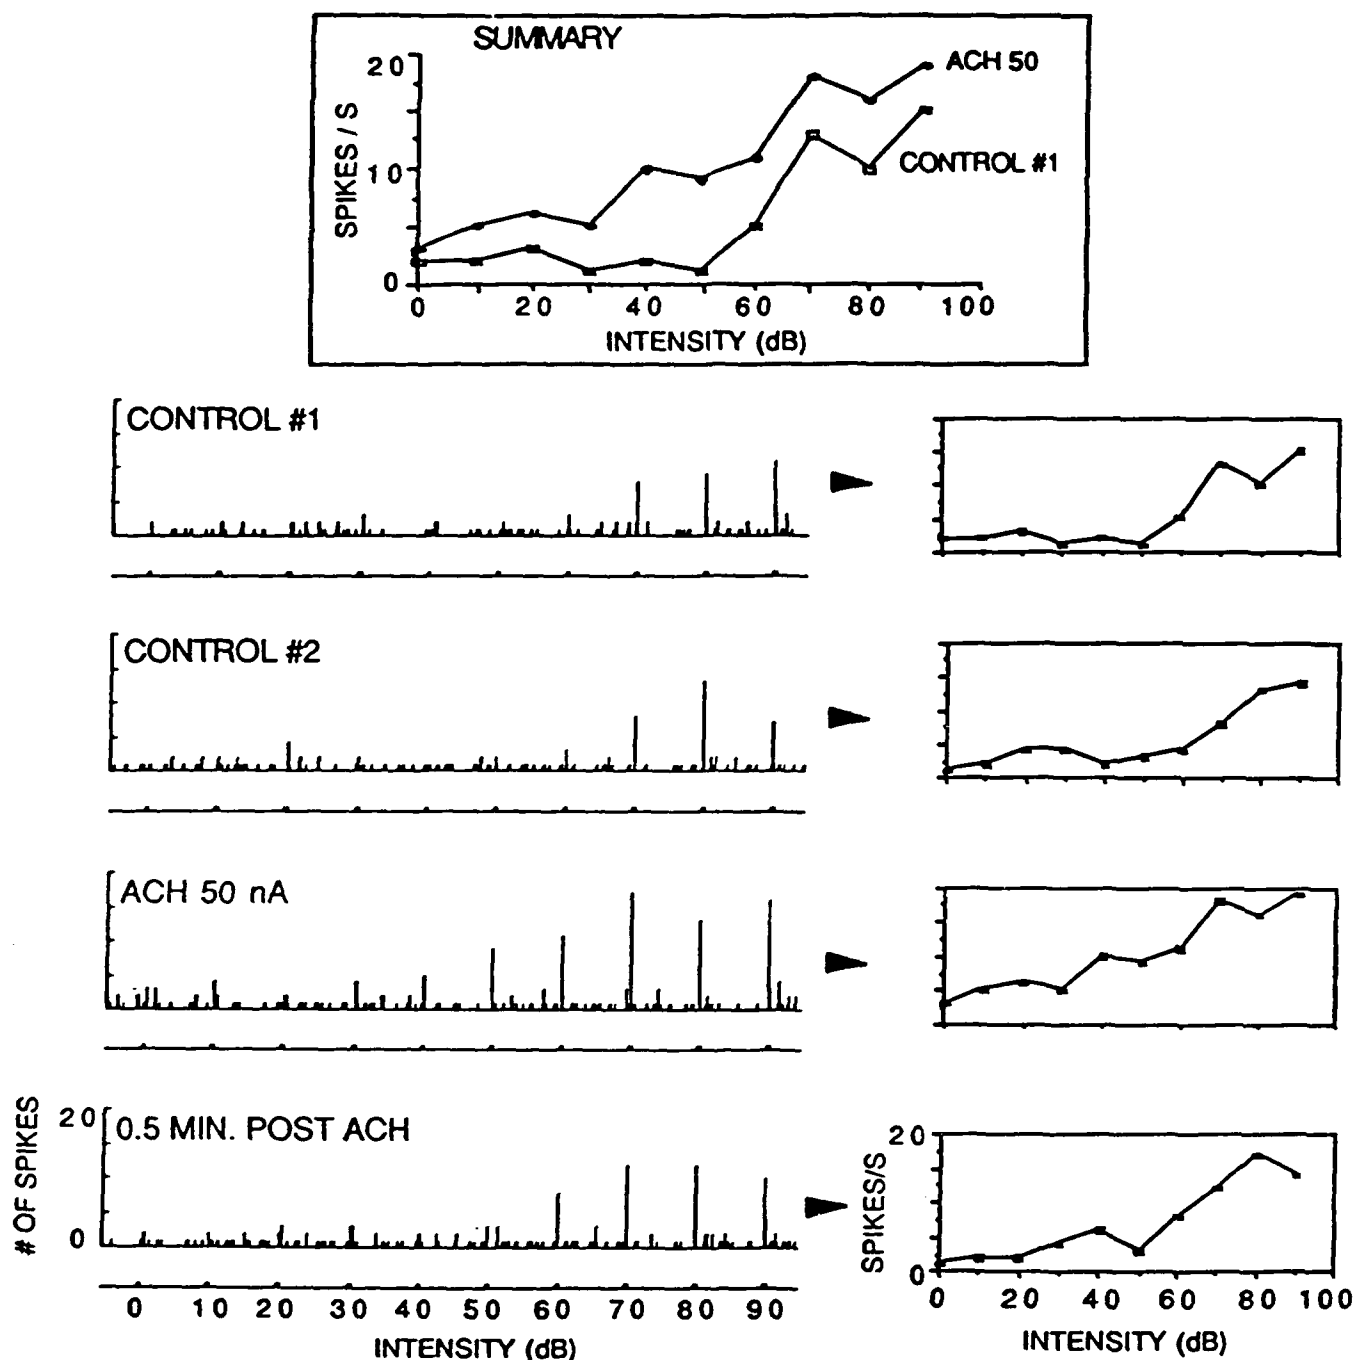 SUMMARY
20
10
0
SPIKES / S
ACH 50
CONTROL #1
0 20 40 60 80 100
INTENSITY (dB)
CONTROL #1
CONTROL #2
ACH 50 nA
0.5 MIN. POST ACH
# OF SPIKES
20
0
0 10 20 30 40 50 60 70 80 90
INTENSITY (dB)
SPIKES/S
20
10
0
0 20 40 60 80 100
INTENSITY (dB)